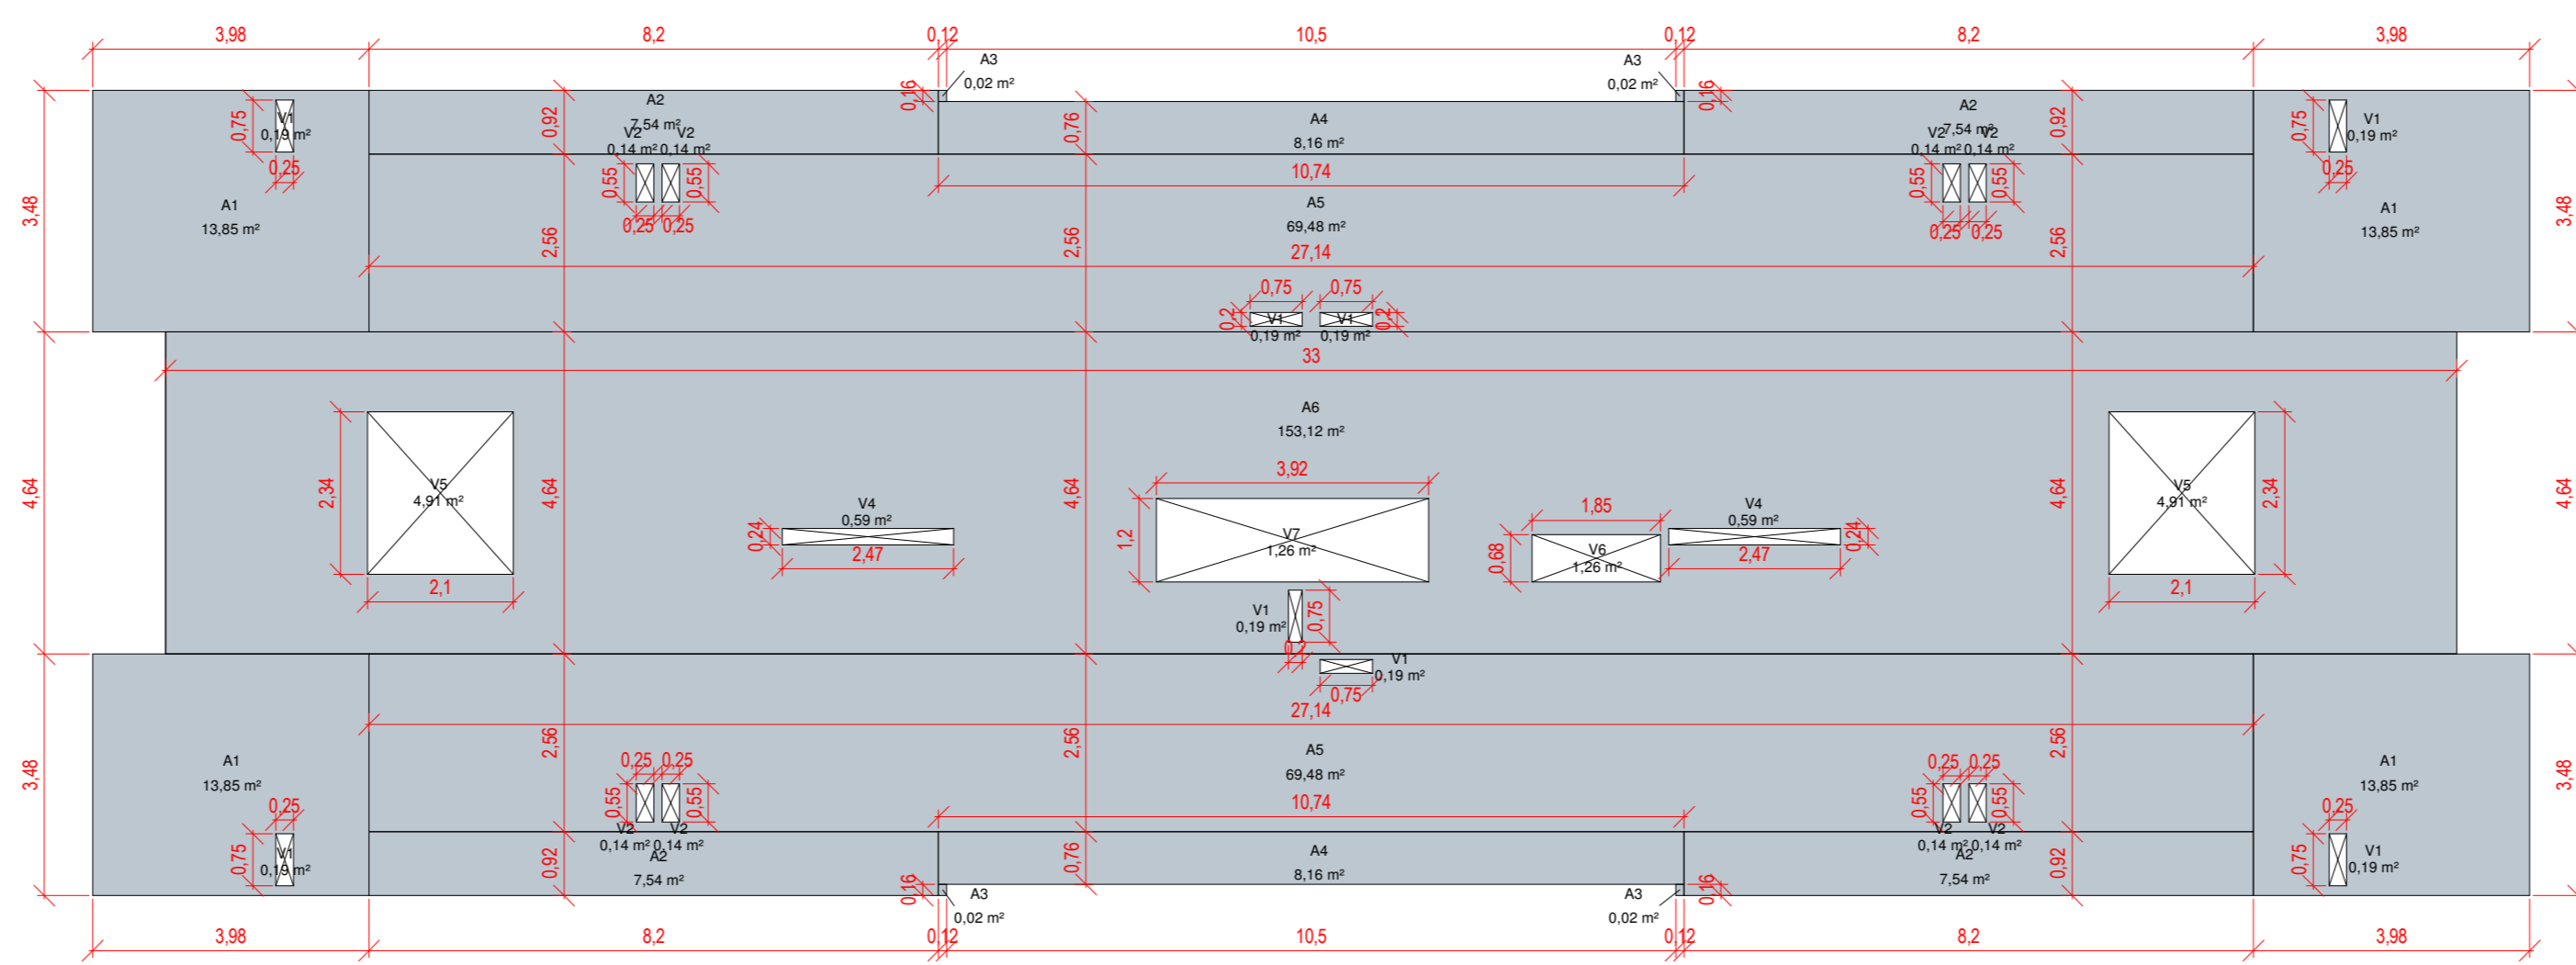 3,98
8,2
0,12
10,5
0,12
8,2
3,98
A3
0,02 m²
A3
0,02 m²
0,16
0,16
A2
7,54 m²
A2
7,54 m²
0,92
0,76
0,92
A4
8,16 m²
0,75
V1
0,19 m²
0,25
V2
V2
0,14 m²
0,14 m²
V2
V2
0,14 m²
0,14 m²
0,75
V1
0,19 m²
0,25
10,74
0,55
0,55
0,25
0,25
0,55
0,55
0,25
0,25
3,48
A1
13,85 m²
A5
69,48 m²
A1
13,85 m²
3,48
2,56
2,56
2,56
27,14
0,75
0,75
0,2
V1
V1
0,2
0,19 m²
0,19 m²
33
A6
153,12 m²
4,64
2,34
V5
4,91 m²
2,1
4,64
4,64
4,64
V4
0,59 m²
0,24
2,47
3,92
1,2
V7
1,26 m²
1,85
0,68
V6
1,26 m²
V4
0,59 m²
0,24
2,47
V5
4,91 m²
2,34
2,1
4,64
V1
0,19 m²
0,75
0,2
V1
0,19 m²
0,75
27,14
3,48
2,56
2,56
2,56
3,48
A1
13,85 m²
A5
69,48 m²
A1
13,85 m²
0,25
0,25
0,55
0,55
0,25
0,25
0,55
0,55
10,74
0,25
0,75
V1
0,19 m²
V2
V2
0,14 m²
0,14 m²
A2
7,54 m²
0,92
0,76
A4
8,16 m²
V2
V2
0,14 m²
0,14 m²
A2
7,54 m²
0,92
0,25
0,75
V1
0,19 m²
0,16
0,16
A3
0,02 m²
A3
0,02 m²
3,98
8,2
0,12
10,5
0,12
8,2
3,98